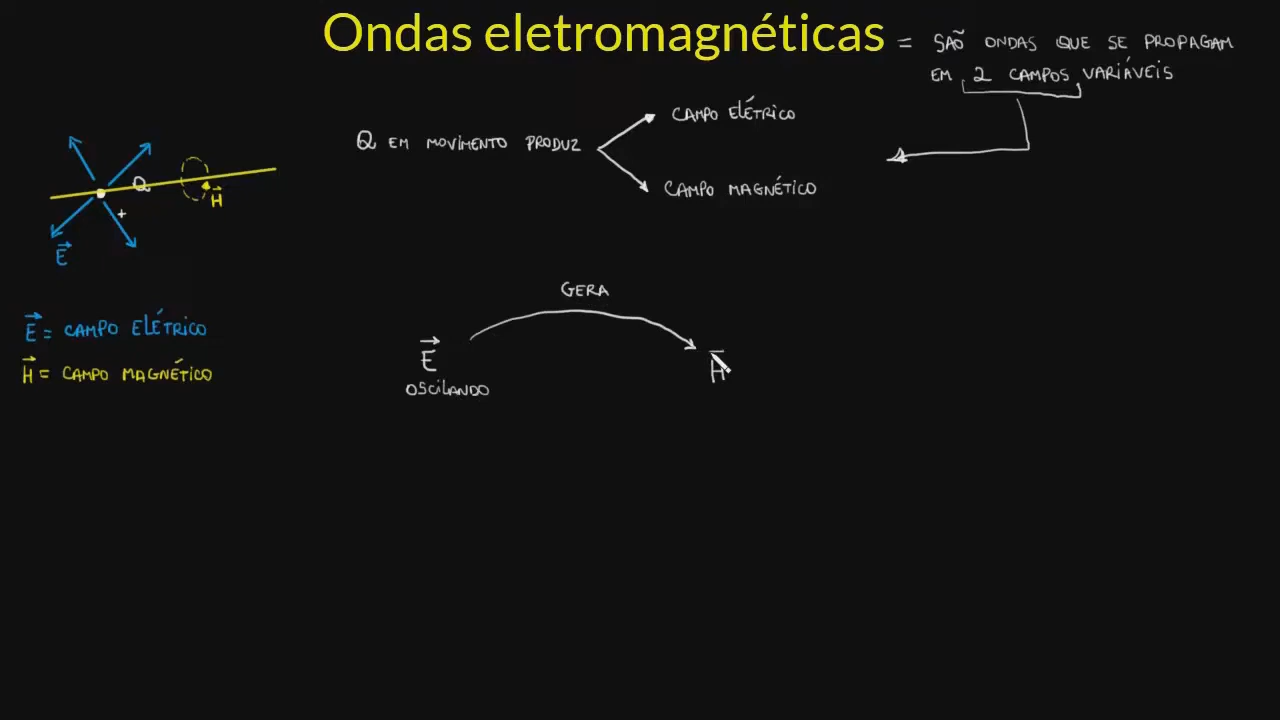 Ondas eletromagnéticas = SAÕ ONDAS QUE SE PROPAGAM
EM 2 CAMPOS VARIÁVEIS
CAMPO ELÉTRICO
Q EM MOVIMENTO PRODUZ
CAMPO MAGNÉTICO
Q
H
+
E
GERA
E = CAMPO ELÉTRICO
H = CAMPO MAGNÉTICO
E
H
OSCILANDO